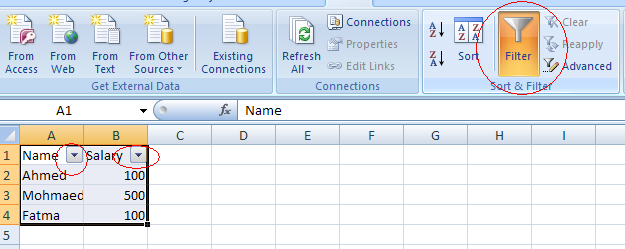 From Access
From Web
From Text
From Other Sources
Existing Connections
Get External Data
Refresh All
Connections
Properties
Edit Links
Connections
A Z
Z A
A Z Z A
Sort
Filter
Clear
Reapply
Advanced
Sort & Filter
A1
fx
Name
A B C D E F G H I
1 Name Salary
2 Ahmed 100
3 Mohmaed 500
4 Fatma 100
5